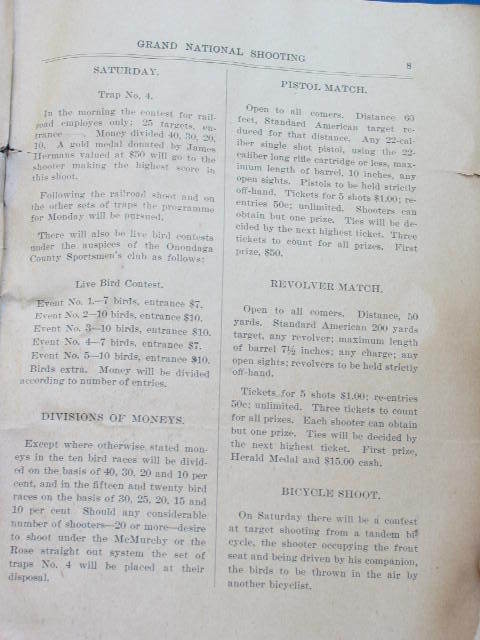 GRAND NATIONAL SHOOTING
8
SATURDAY.
Trap No. 4.
In the morning the contest for rail-
road employes only; 25 targets, en-
trance ——. Money divided 40, 30, 20,
10. A gold medal donated by James
Hermans valued at $50 will go to the
shooter making the highest score in
this shoot.
Following the railroad shoot and on
the other sets of traps the programme
for Monday will be pursued.
There will also be live bird contests
under the auspices of the Onondaga
County Sportsmen's club as follows:
Live Bird Contest.
Event No. 1.—7 birds, entrance $7.
Event No. 2—10 birds, entrance $10.
Event No. 3—10 birds, entrance $10.
Event No. 4—7 birds, entrance $7.
Event No. 5—10 birds, entrance $10.
Birds extra. Money will be divided
according to number of entries.
DIVISIONS OF MONEYS.
Except where otherwise stated mon-
eys in the ten bird races will be divid-
ed on the basis of 40, 30. 20 and 10 per
cent, and in the fifteen and twenty bird
races on the basis of 30, 25, 20, 15 and
10 per cent Should any considerable
number of shooters—20 or more—desire
to shoot under the McMurchy or the
Rose straight out system the set of
traps No. 4 will be placed at their
disposal.
PISTOL MATCH.
Open to all comers. Distance 60
feet, Standard American target re-
duced for that distance. Any 22-cal-
iber single shot pistol, using the 22-
caliber long rifle cartridge or less, max-
imum length of barrel, 10 inches, any
open sights. Pistols to be held strictly
off-hand. Tickets for 5 shots $1.00; re-
entries 50c; unlimited. Shooters can
obtain but one prize. Ties will be de-
cided by the next highest ticket. Three
tickets to count for all prizes. First
prize, $50.
REVOLVER MATCH.
Open to all comers. Distance, 50
yards. Standard American 200 yards
target, any revolver; maximum length
of barrel 7½ inches; any charge; any
open sights; revolvers to be held strictly
off-hand.
Tickets for 5 shots $1.00; re-entries
50c; unlimited. Three tickets to count
for all prizes. Each shooter can obtain
but one prize. Ties will be decided by
the next highest ticket. First prize,
Herald Medal and $15.00 cash.
BICYCLE SHOOT.
On Saturday there will be a contest
at target shooting from a tandem bi-
cycle, the shooter occupying the front
seat and being driven by his companion,
the birds to be thrown in the air by
another bicyclist.